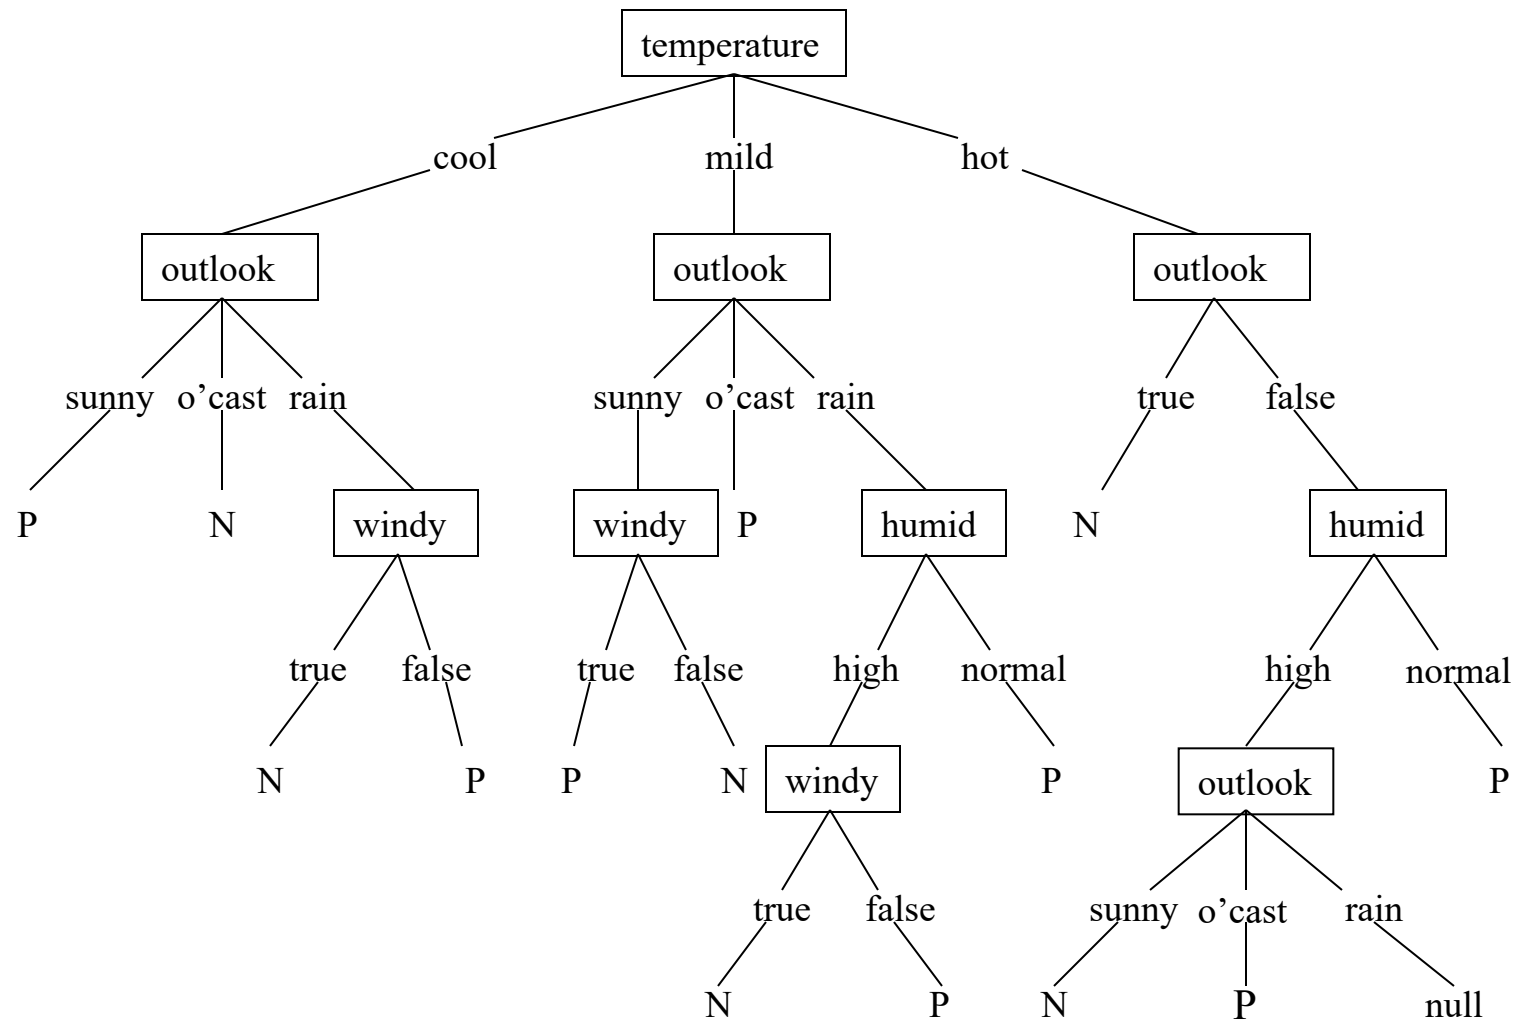 temperature
cool mild hot
outlook outlook outlook
sunny o’cast rain sunny o’cast rain true false
P N windy windy P humid N humid
true false true false high normal high normal
N P P N windy P outlook P
true false sunny o’cast rain
N P N P null